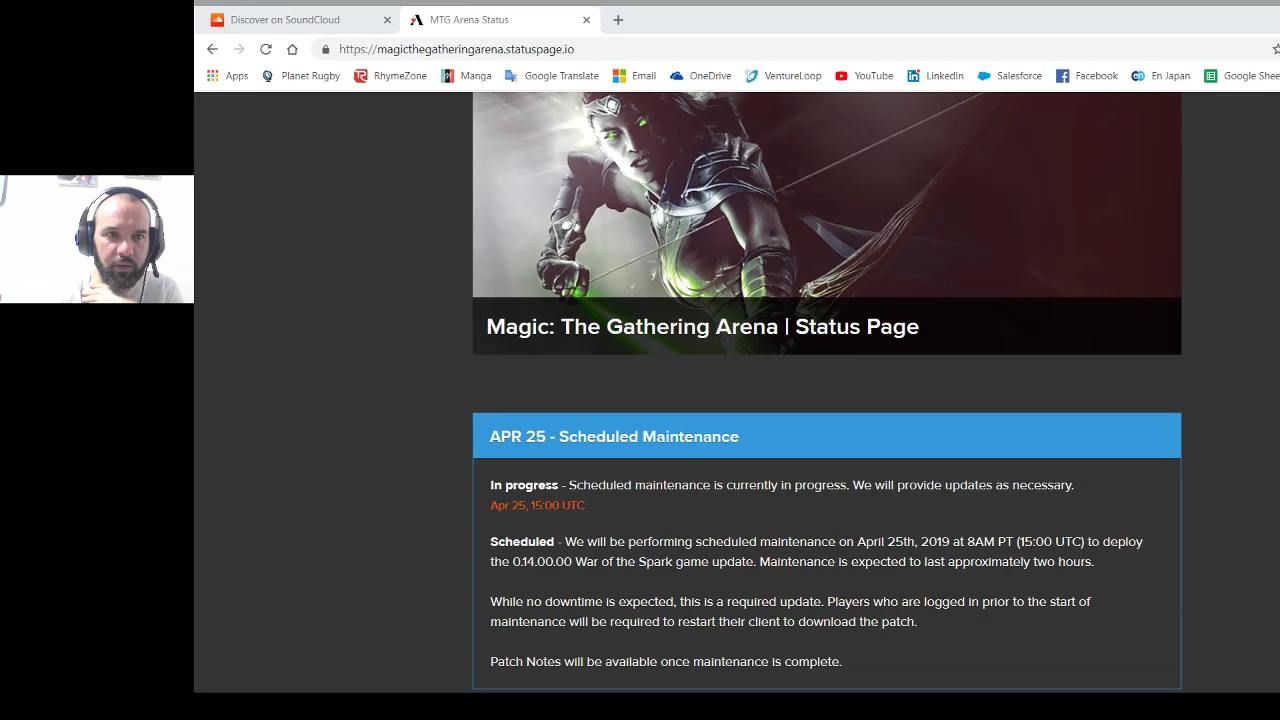 Discover on SoundCloud
MTG Arena Status
https://magicthegatheringarena.statuspage.io
Apps Planet Rugby RhymeZone Manga Google Translate Email OneDrive VentureLoop YouTube LinkedIn Salesforce Facebook En Japan Google Shee
Magic: The Gathering Arena | Status Page
APR 25 - Scheduled Maintenance
In progress - Scheduled maintenance is currently in progress. We will provide updates as necessary.
Apr 25, 15:00 UTC
Scheduled - We will be performing scheduled maintenance on April 25th, 2019 at 8AM PT (15:00 UTC) to deploy
the 0.14.00.00 War of the Spark game update. Maintenance is expected to last approximately two hours.
While no downtime is expected, this is a required update. Players who are logged in prior to the start of
maintenance will be required to restart their client to download the patch.
Patch Notes will be available once maintenance is complete.